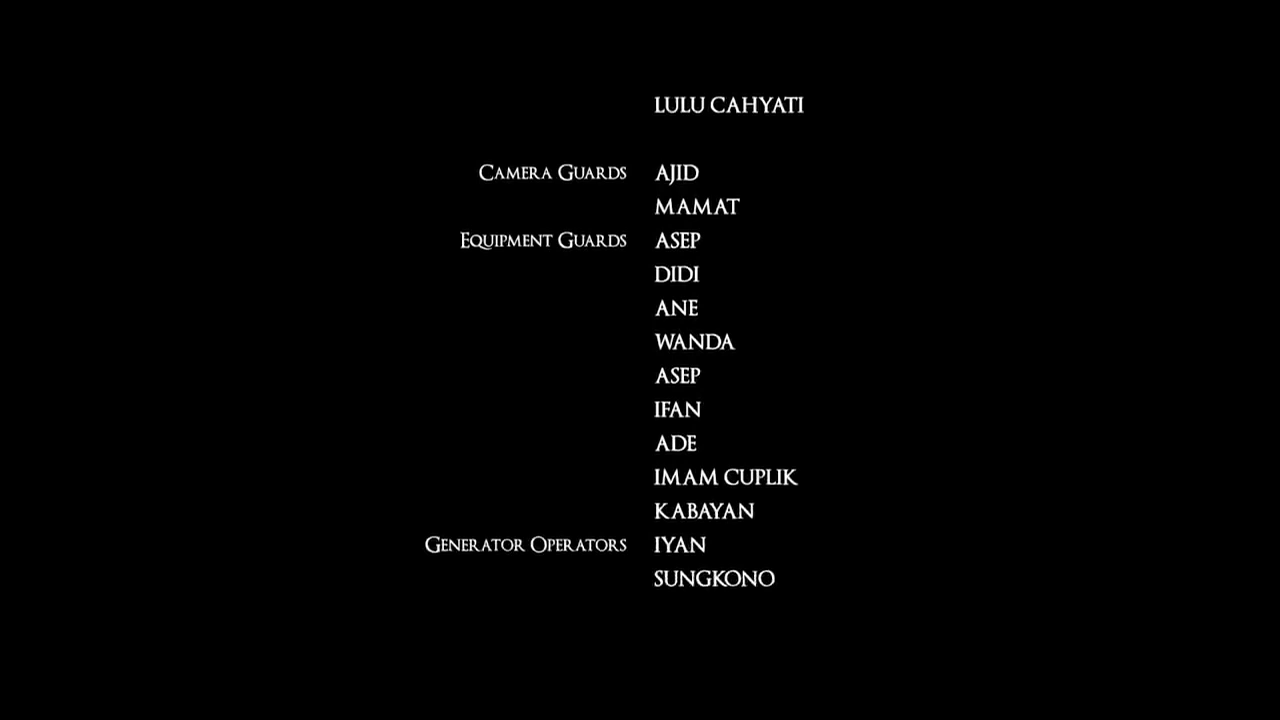 LULU CAHYATI
CAMERA GUARDS AJID
MAMAT
EQUIPMENT GUARDS ASEP
DIDI
ANE
WANDA
ASEP
IFAN
ADE
IMAM CUPLIK
KABAYAN
GENERATOR OPERATORS IYAN
SUNGKONO